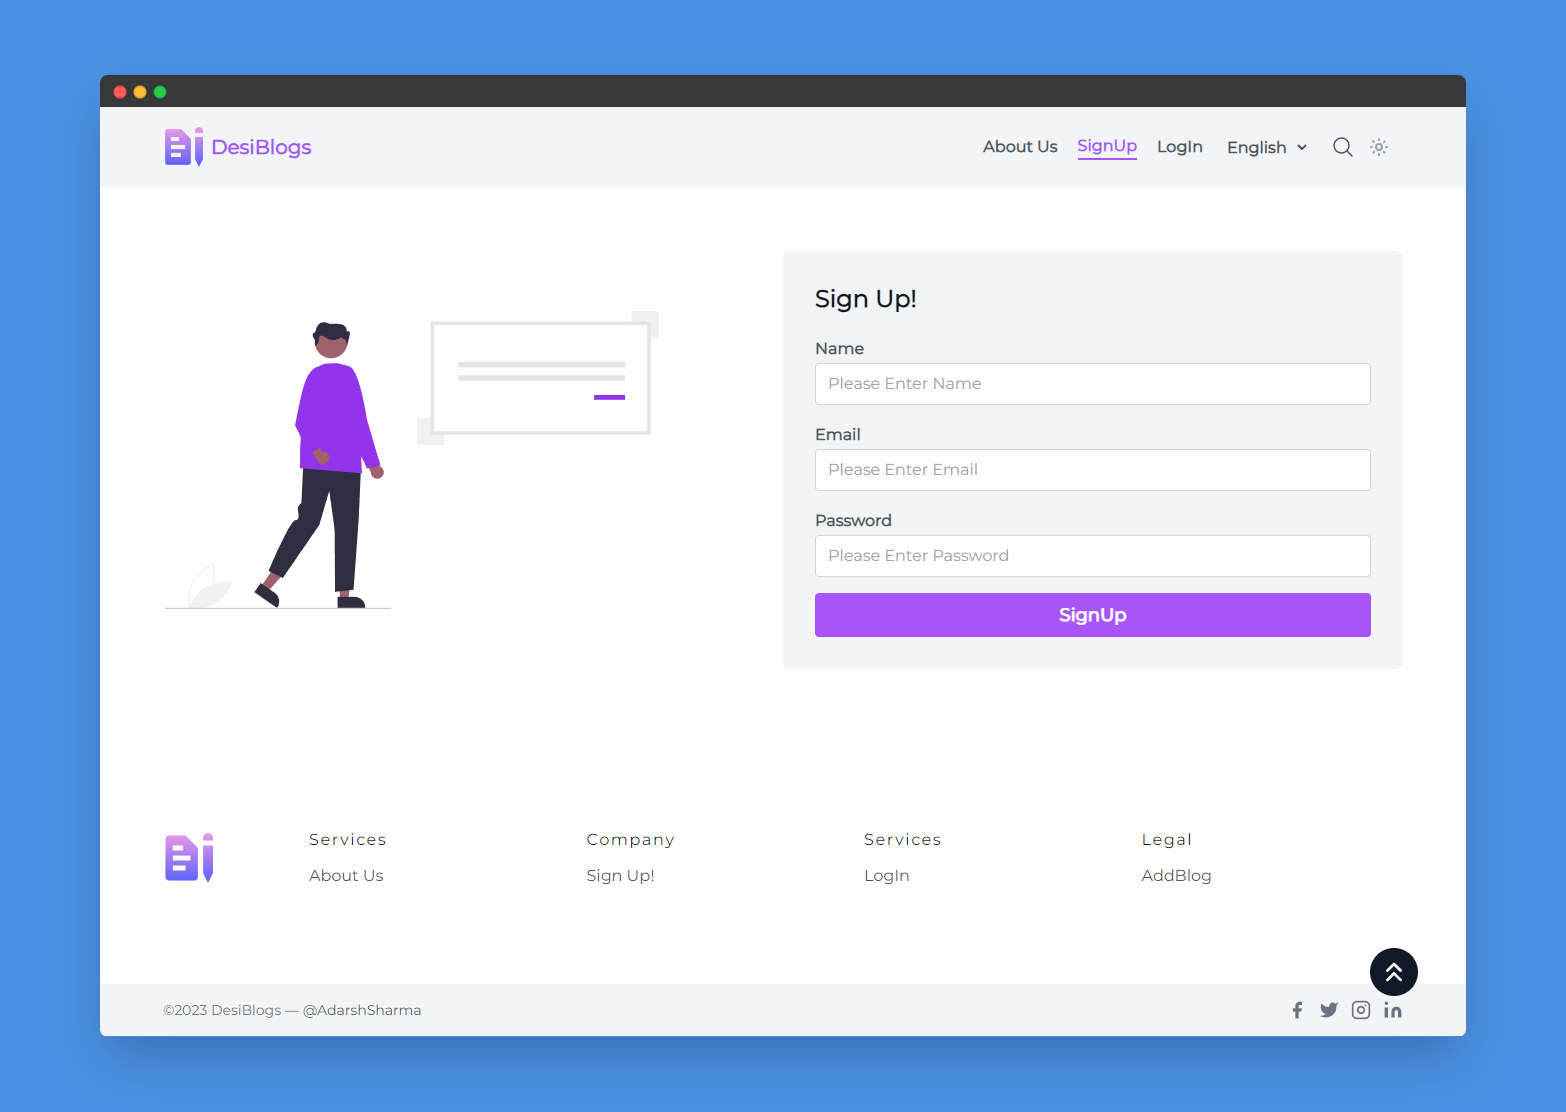 DesiBlogs
About Us SignUp LogIn English
Sign Up!
Name
Please Enter Name
Email
Please Enter Email
Password
Please Enter Password
SignUp
Services Company Services Legal
About Us Sign Up! LogIn AddBlog
©2023 DesiBlogs — @AdarshSharma